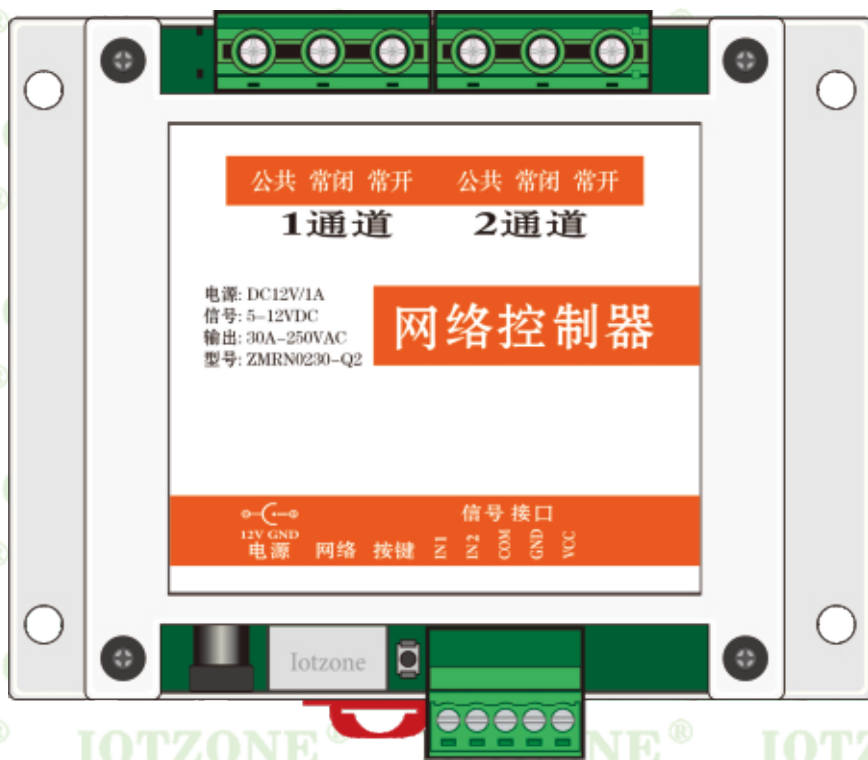 公共 常闭 常开 公共 常闭 常开
1通道 2通道
电源: DC12V/1A
信号: 5-12VDC
输出: 30A-250VAC
型号: ZMRN0230-Q2
网络控制器
信号接口
12V GND
电源 网络 按键 IN1 IN2 COM GND VCC
Iotzone
IOTZONE®
NE®
IOTZ